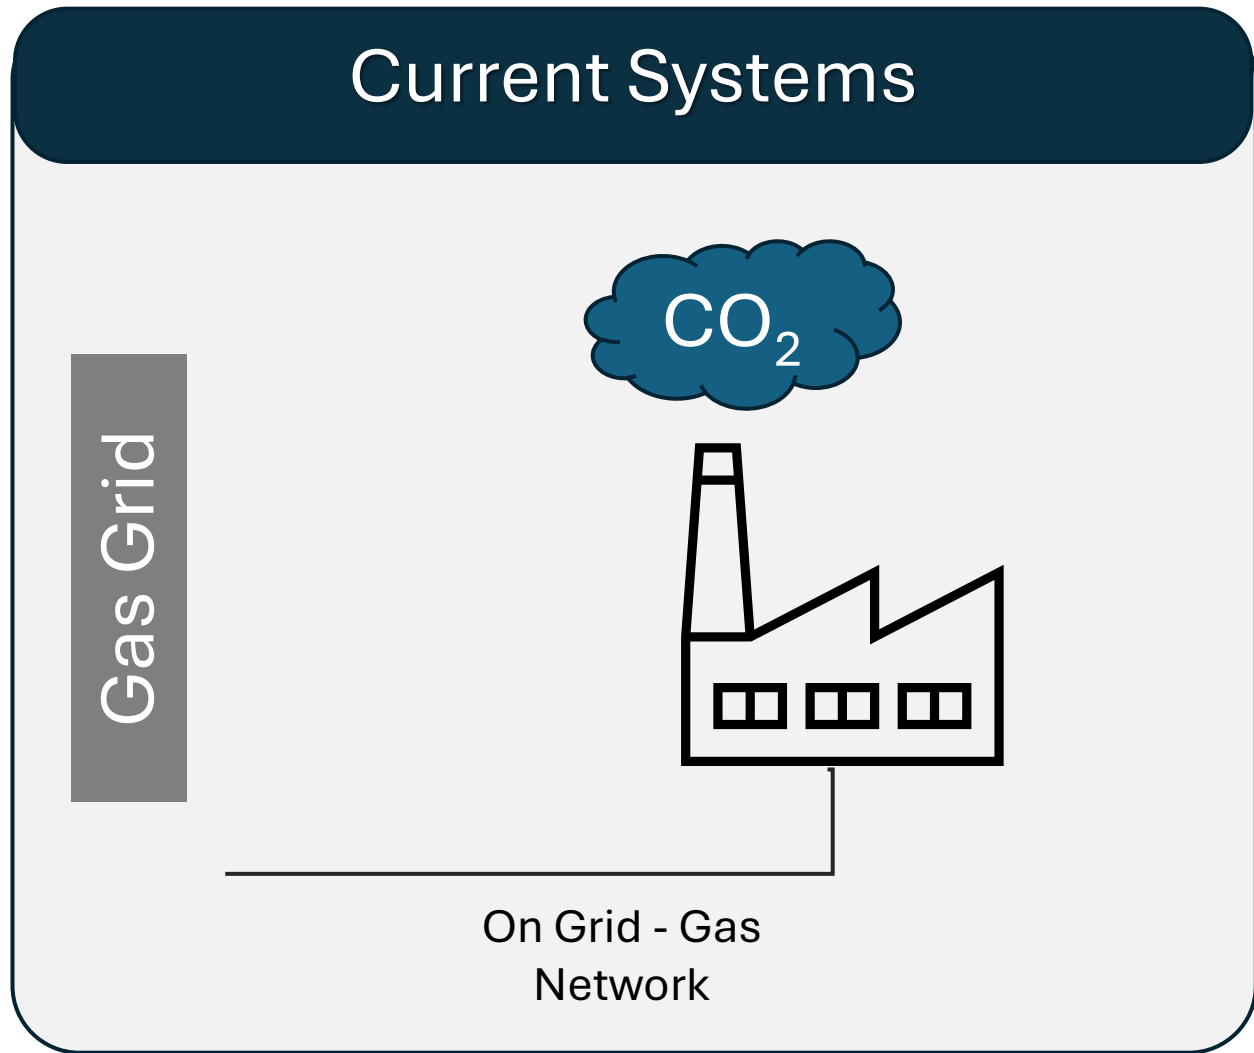 Current Systems
CO₂
Gas Grid
On Grid - Gas
Network